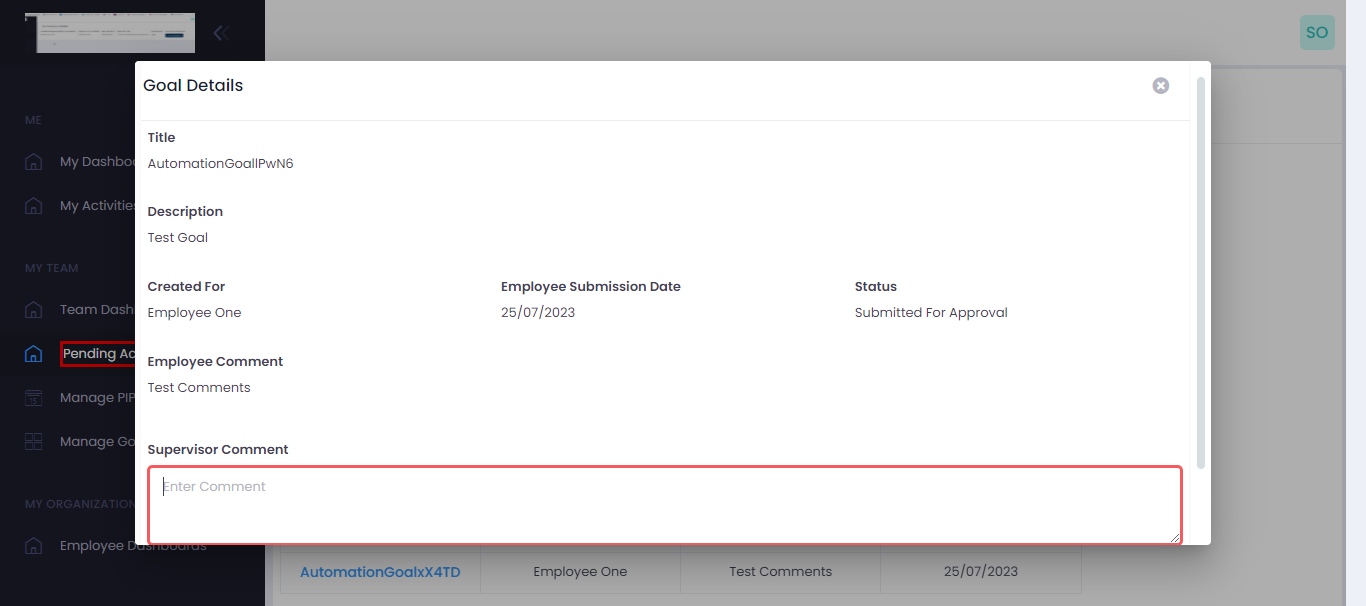 SO
Goal Details
ME
Title
My Dashboa
AutomationGoalIPwN6
My Activities
Description
Test Goal
MY TEAM
Created For Employee Submission Date Status
Team Dash
Employee One 25/07/2023 Submitted For Approval
Pending Ac
Employee Comment
Test Comments
Manage PIP
Manage Go
Supervisor Comment
Enter Comment
MY ORGANIZATION
Employee Dashboards
AutomationGoalxX4TD Employee One Test Comments 25/07/2023